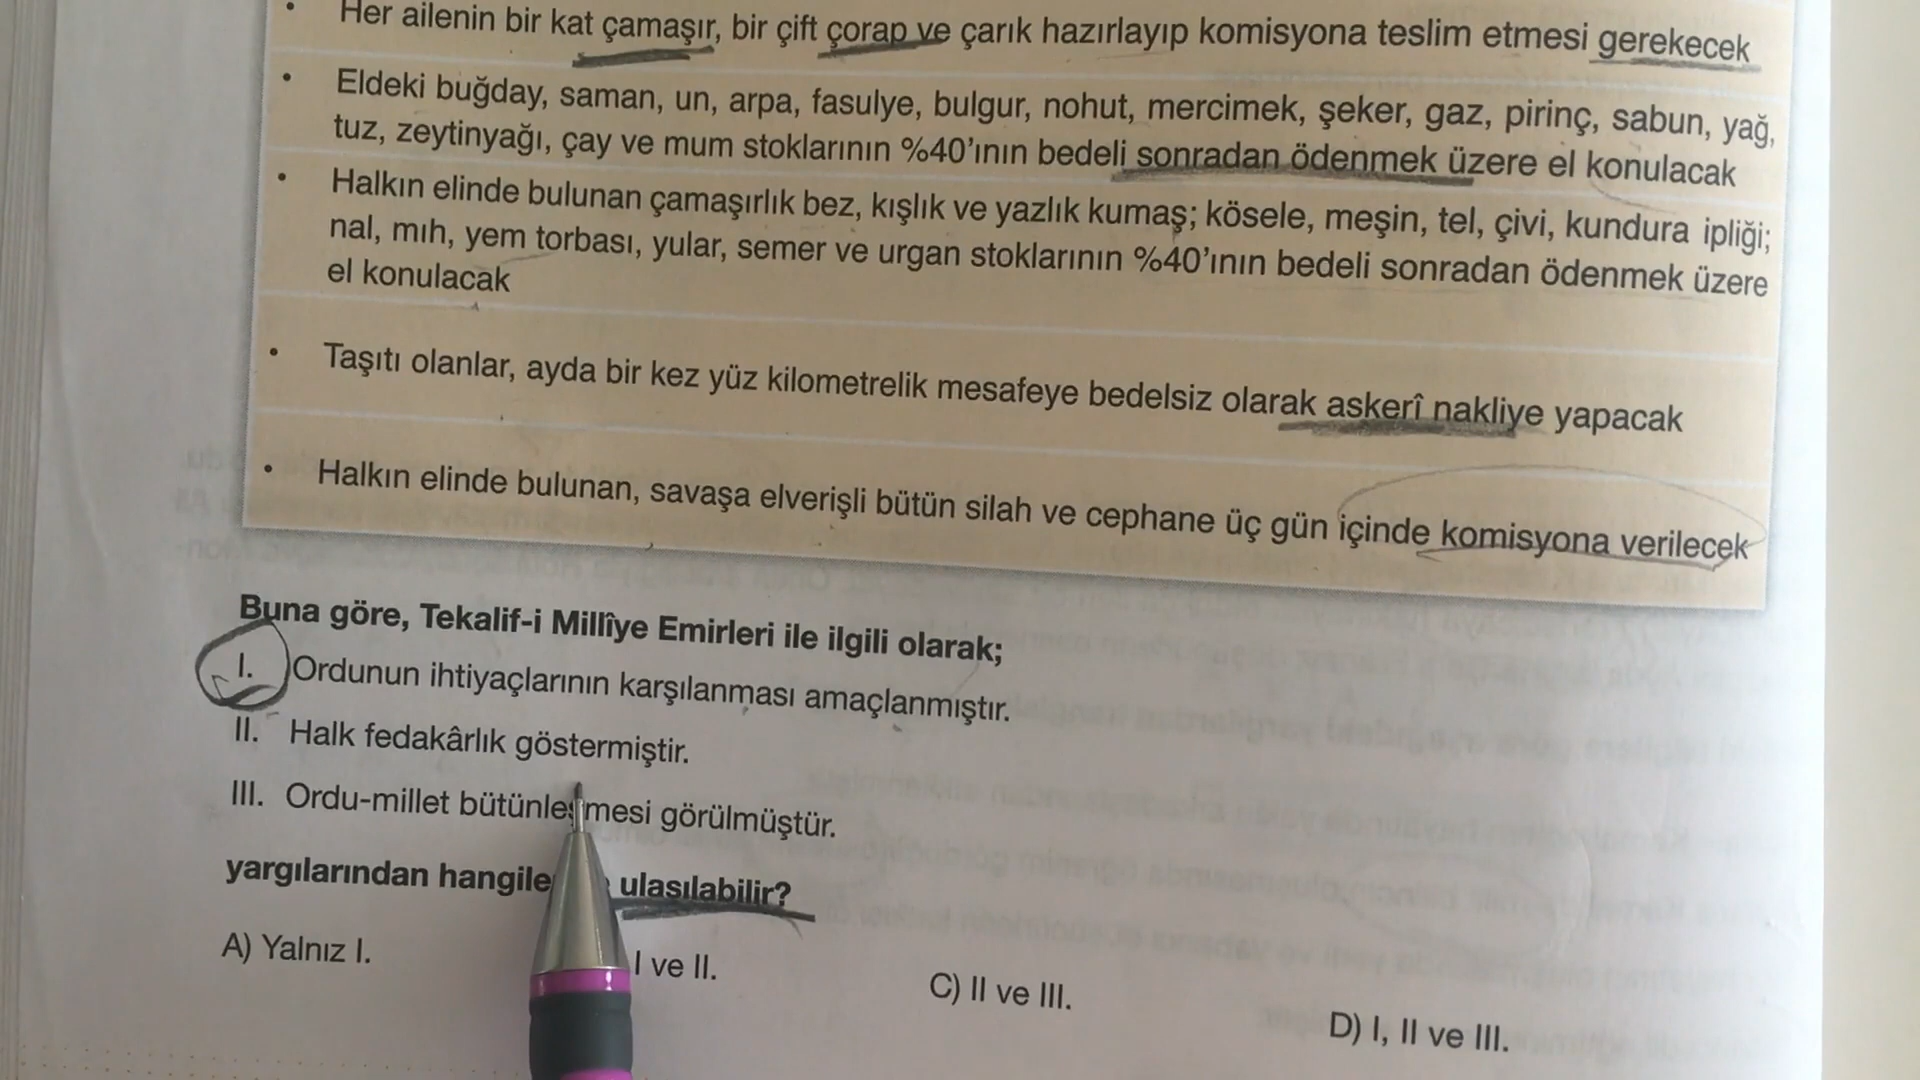 • Her ailenin bir kat çamaşır, bir çift çorap ve çarık hazırlayıp komisyona teslim etmesi gerekecek
• Eldeki buğday, saman, un, arpa, fasulye, bulgur, nohut, mercimek, şeker, gaz, pirinç, sabun, yağ,
tuz, zeytinyağı, çay ve mum stoklarının %40'ının bedeli sonradan ödenmek üzere el konulacak
• Halkın elinde bulunan çamaşırlık bez, kışlık ve yazlık kumaş; kösele, meşin, tel, çivi, kundura ipliği;
nal, mıh, yem torbası, yular, semer ve urgan stoklarının %40'ının bedeli sonradan ödenmek üzere
el konulacak
• Taşıtı olanlar, ayda bir kez yüz kilometrelik mesafeye bedelsiz olarak askerî nakliye yapacak
• Halkın elinde bulunan, savaşa elverişli bütün silah ve cephane üç gün içinde komisyona verilecek
Buna göre, Tekalif-i Millîye Emirleri ile ilgili olarak;
I. Ordunun ihtiyaçlarının karşılanması amaçlanmıştır.
II. Halk fedakârlık göstermiştir.
III. Ordu-millet bütünleşmesi görülmüştür.
yargılarından hangile ulaşılabilir?
A) Yalnız I.
I ve II.
C) II ve III.
D) I, II ve III.